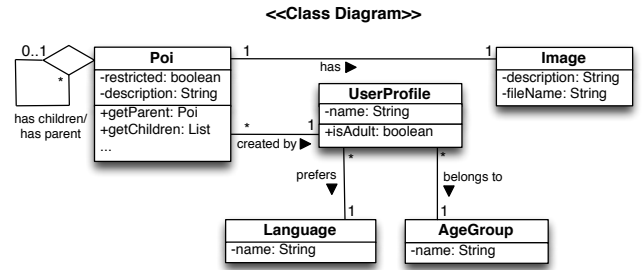 <<Class Diagram>>
0..1
*
has children/
has parent
Poi
-restricted: boolean
-description: String
+getParent: Poi
+getChildren: List
...
1
has
1
Image
-description: String
-fileName: String
*
created by
1
UserProfile
-name: String
+isAdult: boolean
*
prefers
1
*
belongs to
1
Language
-name: String
AgeGroup
-name: String